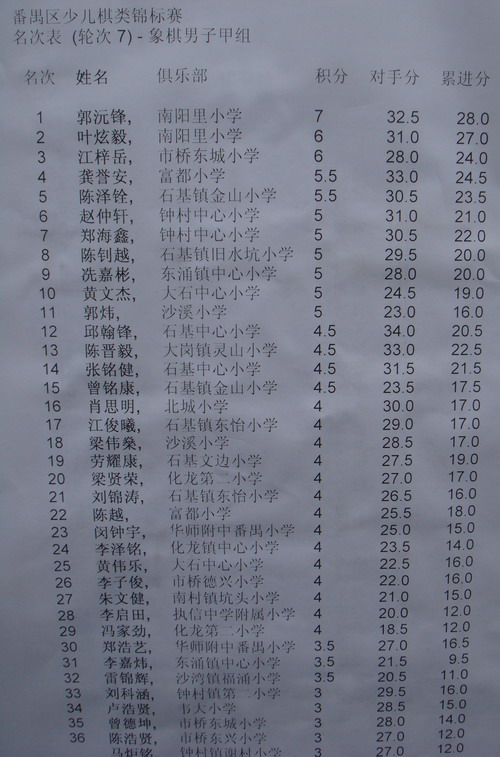 番禺区少儿棋类锦标赛
名次表 (轮次 7) - 象棋男子甲组
名次 姓名 俱乐部 积分 对手分 累进分
1 郭沅锋, 南阳里小学 7 32.5 28.0
2 叶炫毅, 南阳里小学 6 31.0 27.0
3 江梓岳, 市桥东城小学 6 28.0 24.0
4 龚誉安, 富都小学 5.5 33.0 24.5
5 陈泽铨, 石基镇金山小学 5.5 30.5 23.5
6 赵仲轩, 钟村中心小学 5 31.0 21.0
7 郑海鑫, 钟村中心小学 5 30.5 22.0
8 陈钊越, 石基镇旧水坑小学 5 29.5 20.0
9 冼嘉彬, 东涌镇中心小学 5 28.0 20.0
10 黄文杰, 大石中心小学 5 24.5 19.0
11 郭炜, 沙溪小学 5 23.0 16.0
12 邱翰锋, 石基中心小学 4.5 34.0 20.5
13 陈晋毅, 大岗镇灵山小学 4.5 33.0 22.5
14 张铭健, 石基中心小学 4.5 31.5 21.5
15 曾铭康, 石基镇金山小学 4.5 23.5 17.5
16 肖思明, 北城小学 4 30.0 17.0
17 江俊曦, 石基镇东怡小学 4 29.0 17.0
18 梁伟燊, 沙溪小学 4 28.5 17.0
19 劳耀康, 石基文边小学 4 27.5 19.0
20 梁贤荣, 化龙第二小学 4 27.0 17.0
21 刘锦涛, 石基镇东怡小学 4 26.5 16.0
22 陈越, 富都小学 4 25.5 18.0
23 闵钟宇, 华师附中番禺小学 4 25.0 15.0
24 李泽铭, 化龙镇中心小学 4 23.5 14.0
25 黄伟乐, 大石中心小学 4 22.5 16.0
26 李子俊, 市桥德兴小学 4 22.0 16.0
27 朱文健, 南村镇坑头小学 4 21.0 15.0
28 李启田, 执信中学附属小学 4 20.0 12.0
29 冯家劲, 化龙第二小学 4 18.5 12.0
30 郑浩艺, 华师附中番禺小学 3.5 27.0 16.5
31 李嘉炜, 东涌镇中心小学 3.5 21.5 9.5
32 雷锦辉, 沙湾镇福涌小学 3.5 20.5 11.0
33 刘科涵, 钟村镇第二小学 3 29.5 16.0
34 卢浩贤, 韦大小学 3 28.5 15.0
35 曾德坤, 市桥东城小学 3 28.0 14.0
36 陈浩贤, 市桥东兴小学 3 27.0 12.0
马炬铭, 钟村镇谢村小学 3 27.0 12.0